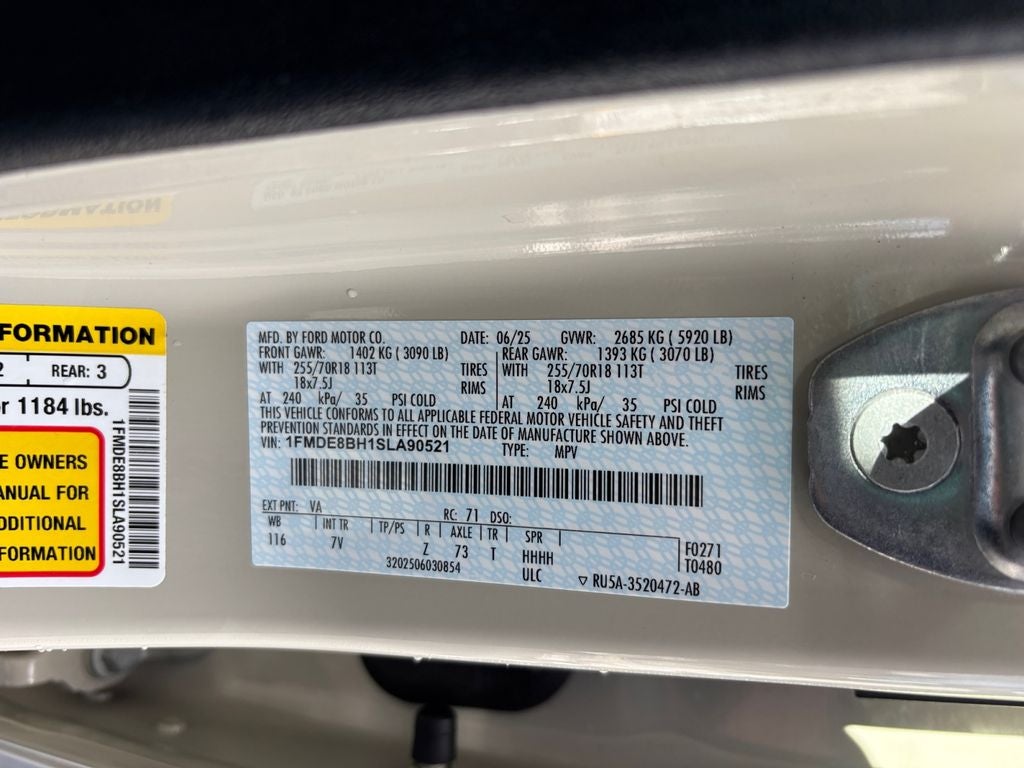 FORMATION
2 REAR: 3
r 1184 lbs.
E OWNERS
ANUAL FOR
DDITIONAL
FORMATION
1FMDE8BH1SLA90521
MFD. BY FORD MOTOR CO. DATE: 06/25 GVWR: 2685 KG ( 5920 LB)
FRONT GAWR: 1402 KG ( 3090 LB) REAR GAWR: 1393 KG ( 3070 LB)
WITH 255/70R18 113T TIRES WITH 255/70R18 113T TIRES
18x7.5J RIMS 18x7.5J RIMS
AT 240 kPa/ 35 PSI COLD AT 240 kPa/ 35 PSI COLD
THIS VEHICLE CONFORMS TO ALL APPLICABLE FEDERAL MOTOR VEHICLE SAFETY AND THEFT
PREVENTION STANDARDS IN EFFECT ON THE DATE OF MANUFACTURE SHOWN ABOVE.
VIN: 1FMDE8BH1SLA90521 TYPE: MPV
EXT PNT: VA RC: 71 DSO:
WB INT TR TP/PS R AXLE TR SPR
116 7V Z 73 T HHHH F0271
3202506030854 ULC T0480
▽ RU5A-3520472-AB